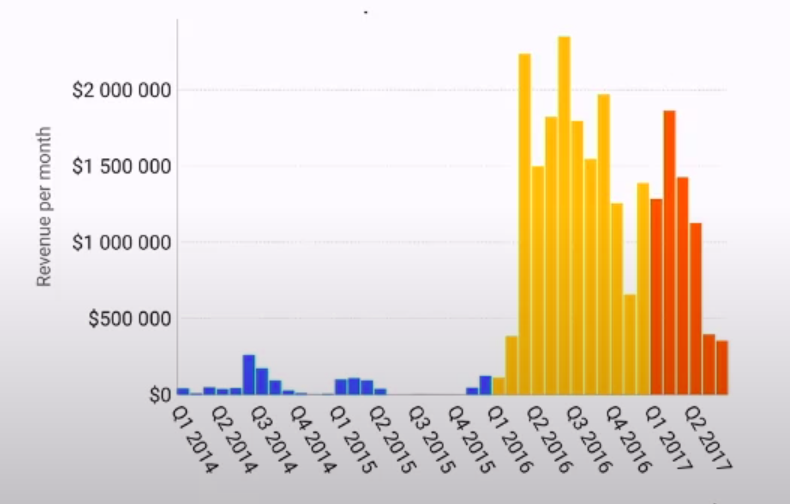 Revenue per month
$2 000 000
$1 500 000
$1 000 000
$500 000
$0
Q1 2014
Q2 2014
Q3 2014
Q4 2014
Q1 2015
Q2 2015
Q3 2015
Q4 2015
Q1 2016
Q2 2016
Q3 2016
Q4 2016
Q1 2017
Q2 2017